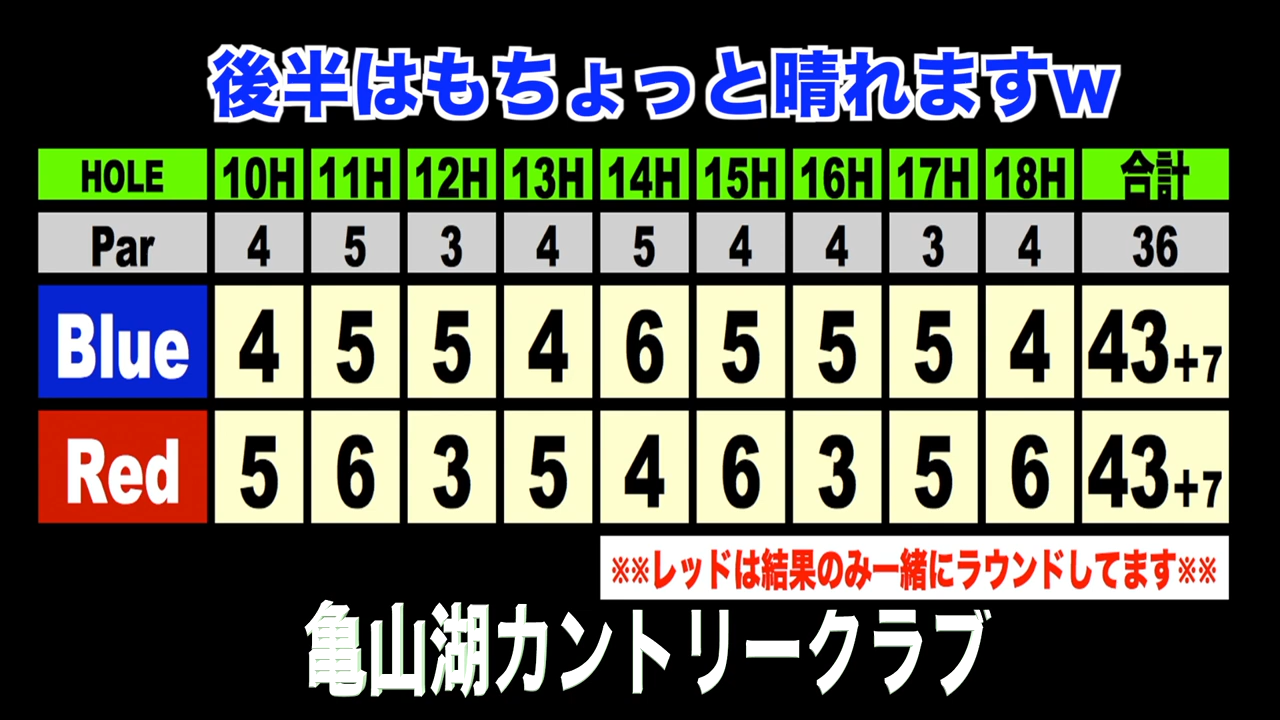 後半はもちょっと晴れますw
HOLE 10H 11H 12H 13H 14H 15H 16H 17H 18H 合計
Par 4 5 3 4 5 4 4 3 4 36
Blue 4 5 5 4 6 5 5 5 4 43+7
Red 5 6 3 5 4 6 3 5 6 43+7
※※レッドは結果のみ一緒にラウンドしてます※※
亀山湖カントリークラブ